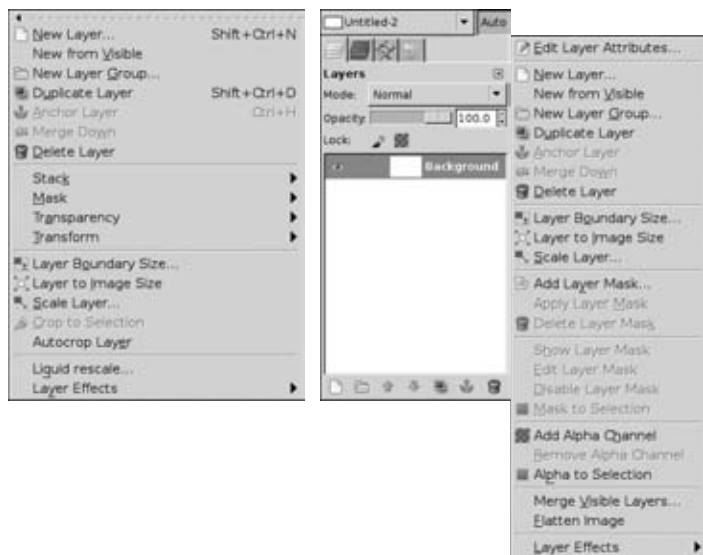 New Layer... Shift+Ctrl+N
New from Visible
New Layer Group...
Duplicate Layer Shift+Ctrl+D
Anchor Layer Ctrl+H
Merge Down
Delete Layer
Stack
Mask
Transparency
Transform
Layer Boundary Size...
Layer to Image Size
Scale Layer...
Crop to Selection
Autocrop Layer
Liquid rescale...
Layer Effects
Untitled-2 Auto
Layers
Mode: Normal
Opacity: 100.0
Lock:
Background
Edit Layer Attributes...
New Layer...
New from Visible
New Layer Group...
Duplicate Layer
Anchor Layer
Merge Down
Delete Layer
Layer Boundary Size...
Layer to Image Size
Scale Layer...
Add Layer Mask...
Apply Layer Mask
Delete Layer Mask
Show Layer Mask
Edit Layer Mask
Disable Layer Mask
Mask to Selection
Add Alpha Channel
Remove Alpha Channel
Alpha to Selection
Merge Visible Layers...
Flatten Image
Layer Effects